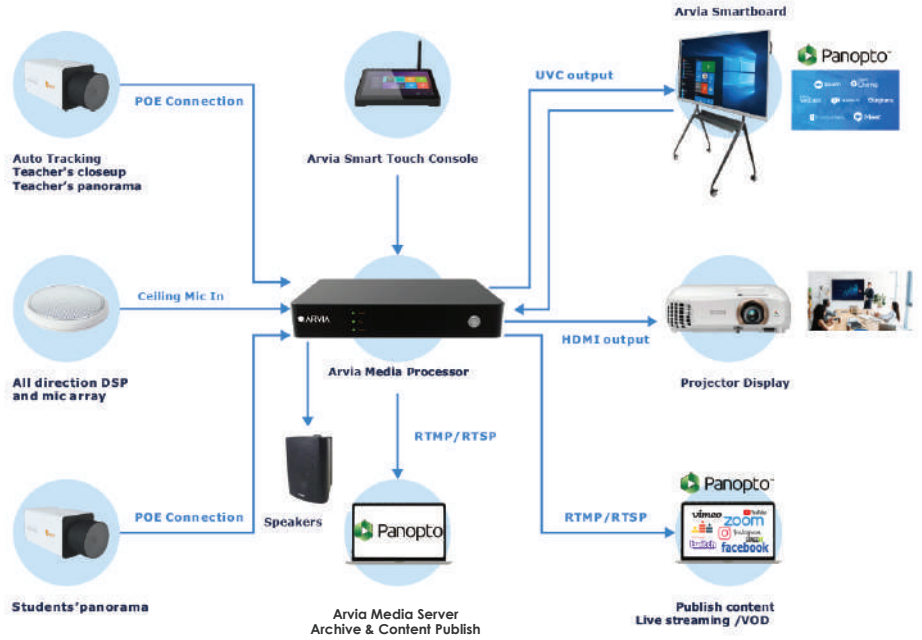 Arvia Smartboard
Panopto
zoom
Meet
UVC output
POE Connection
Auto Tracking
Teacher's closeup
Teacher's panorama
Arvia Smart Touch Console
Ceiling Mic In
ARVIA
All direction DSP
and mic array
Arvia Media Processor
HDMI output
Projector Display
RTMP/RTSP
Speakers
POE Connection
Students'panorama
Panopto
Arvia Media Server
Archive & Content Publish
RTMP/RTSP
Panopto
vimeo
YouTube
zoom
Instagram
twitch
facebook
Publish content
Live streaming /VOD